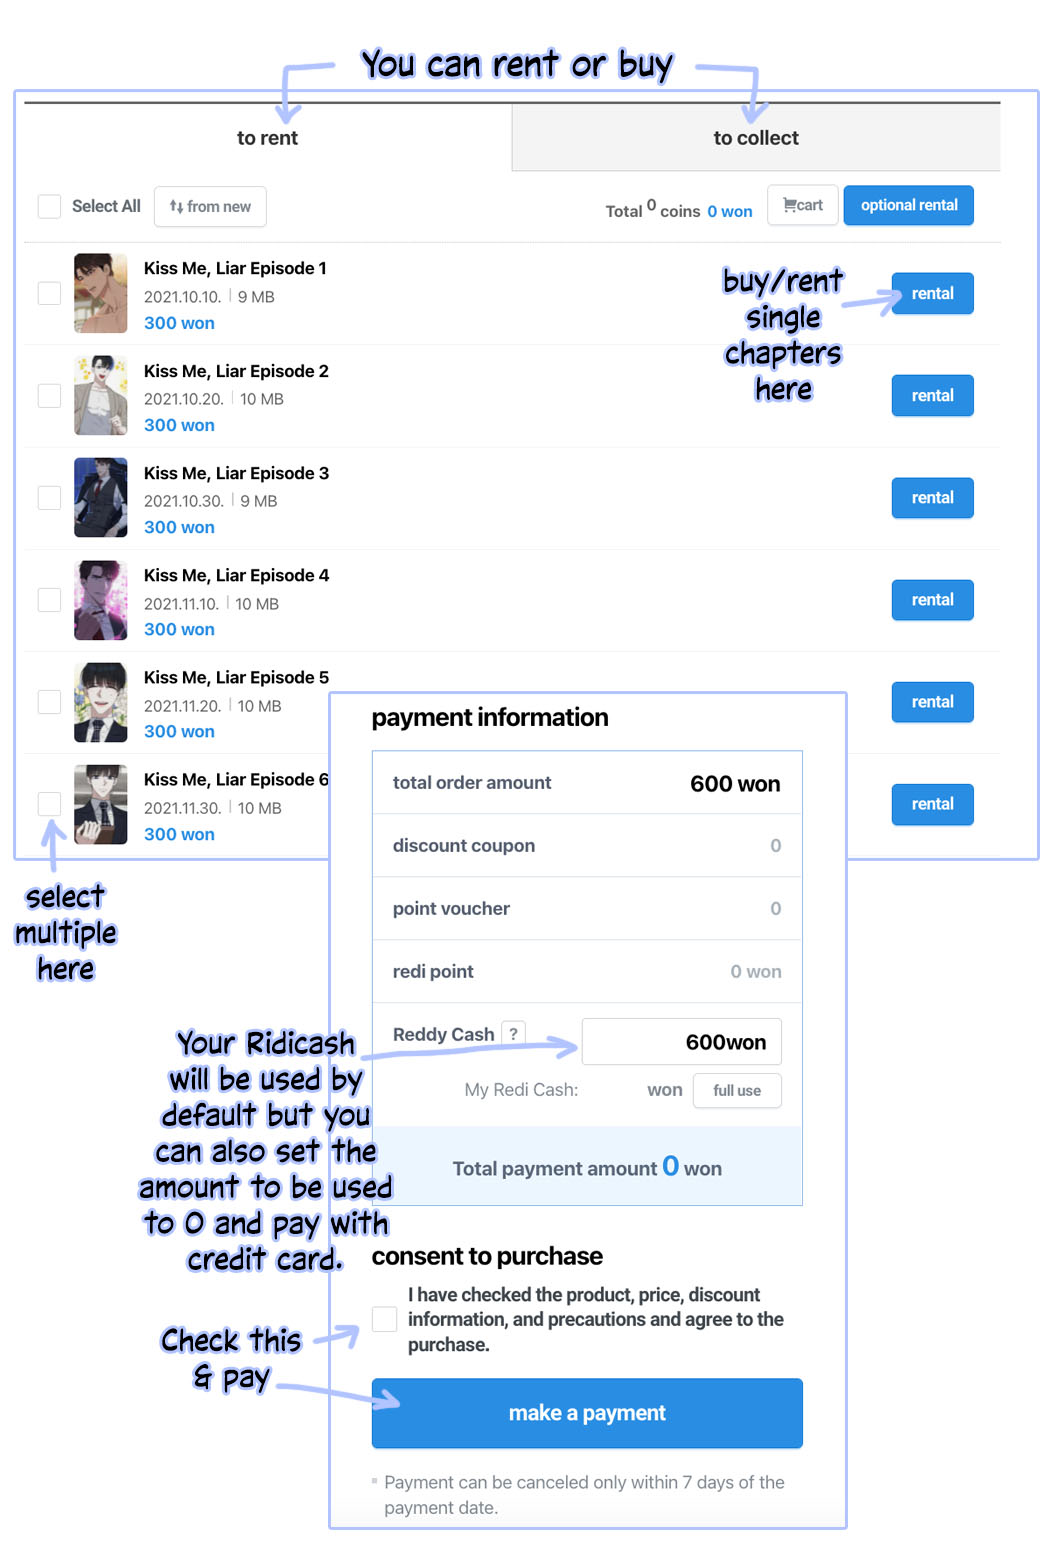 You can rent or buy
to rent
to collect
Select All
from new
Total 0 coins 0 won
cart
optional rental
Kiss Me, Liar Episode 1
2021.10.10. | 9 MB
300 won
rental
buy/rent
single
chapters
here
Kiss Me, Liar Episode 2
2021.10.20. | 10 MB
300 won
rental
Kiss Me, Liar Episode 3
2021.10.30. | 9 MB
300 won
rental
Kiss Me, Liar Episode 4
2021.11.10. | 10 MB
300 won
rental
Kiss Me, Liar Episode 5
2021.11.20. | 10 MB
300 won
rental
Kiss Me, Liar Episode 6
2021.11.30. | 10 MB
300 won
rental
select
multiple
here
payment information
total order amount 600 won
discount coupon 0
point voucher 0
redi point 0 won
Reddy Cash ? 600won
My Redi Cash: won full use
Total payment amount 0 won
Your Ridicash
will be used by
default but you
can also set the
amount to be used
to 0 and pay with
credit card.
consent to purchase
I have checked the product, price, discount
information, and precautions and agree to the
purchase.
Check this
& pay
make a payment
Payment can be canceled only within 7 days of the
payment date.